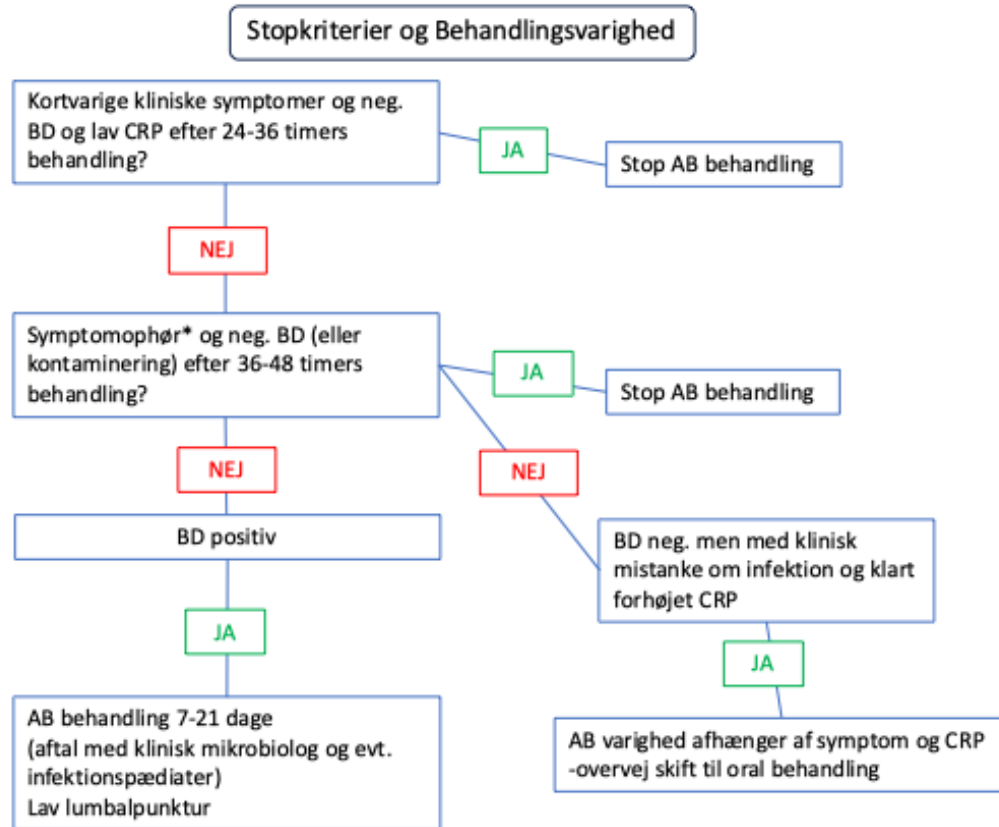 Stopkriterier og Behandlingsvarighed
Kortvarige kliniske symptomer og neg.
BD og lav CRP efter 24-36 timers
behandling?
JA
Stop AB behandling
NEJ
Symptomophør* og neg. BD (eller
kontaminering) efter 36-48 timers
behandling?
JA
Stop AB behandling
NEJ
NEJ
BD positiv
BD neg. men med klinisk
mistanke om infektion og klart
forhøjet CRP
JA
JA
AB behandling 7-21 dage
(aftal med klinisk mikrobiolog og evt.
infektionspædiater)
Lav lumbalpunktur
AB varighed afhænger af symptom og CRP
-overvej skift til oral behandling